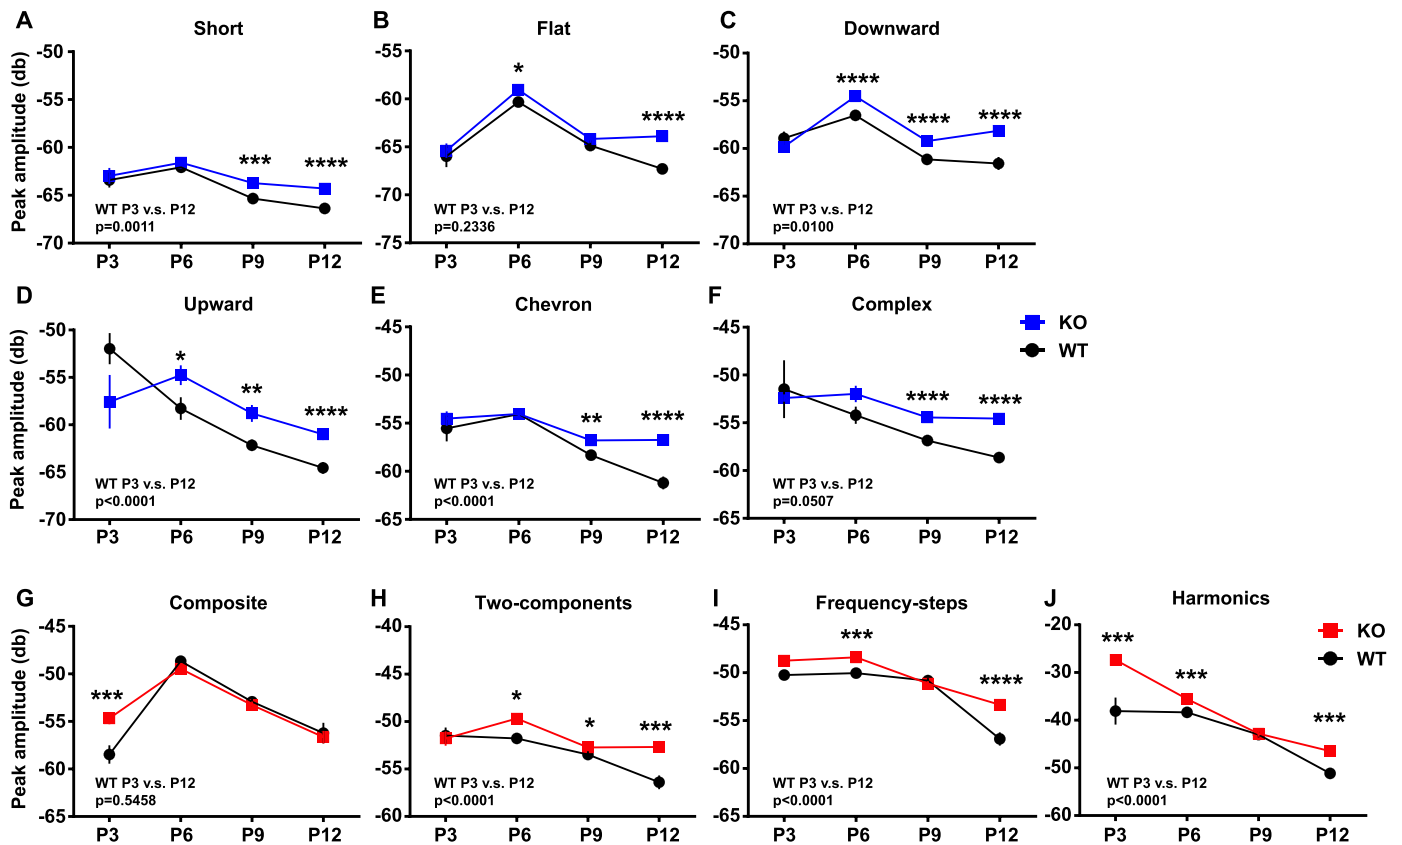 A
Short
Peak amplitude (db)
-50
-55
-60
-65
-70
*** ****
WT P3 v.s. P12
p=0.0011
P3 P6 P9 P12
B
Flat
-55
-60
-65
-70
-75
* ****
WT P3 v.s. P12
p=0.2336
P3 P6 P9 P12
C
Downward
-50
-55
-60
-65
-70
**** **** ****
WT P3 v.s. P12
p=0.0100
P3 P6 P9 P12
D
Upward
Peak amplitude (db)
-50
-55
-60
-65
-70
* ** ****
WT P3 v.s. P12
p<0.0001
P3 P6 P9 P12
E
Chevron
-45
-50
-55
-60
-65
** ****
WT P3 v.s. P12
p<0.0001
P3 P6 P9 P12
F
Complex
-45
-50
-55
-60
-65
**** ****
WT P3 v.s. P12
p=0.0507
P3 P6 P9 P12
KO
WT
G
Composite
Peak amplitude (db)
-45
-50
-55
-60
-65
***
WT P3 v.s. P12
p=0.5458
P3 P6 P9 P12
H
Two-components
-40
-45
-50
-55
-60
* * ***
WT P3 v.s. P12
p<0.0001
P3 P6 P9 P12
I
Frequency-steps
-45
-50
-55
-60
-65
*** ****
WT P3 v.s. P12
p<0.0001
P3 P6 P9 P12
J
Harmonics
-20
-30
-40
-50
-60
*** *** ***
WT P3 v.s. P12
p<0.0001
P3 P6 P9 P12
KO
WT